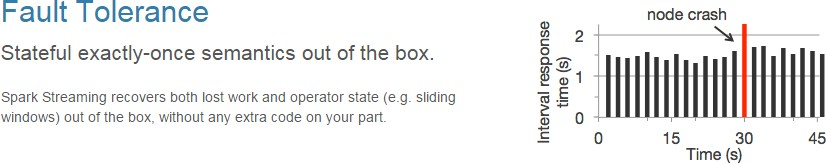 Fault Tolerance
Stateful exactly-once semantics out of the box.
Spark Streaming recovers both lost work and operator state (e.g. sliding
windows) out of the box, without any extra code on your part.
node crash
Interval response
time (s)
2
1
0
0 15 30 45
Time (s)